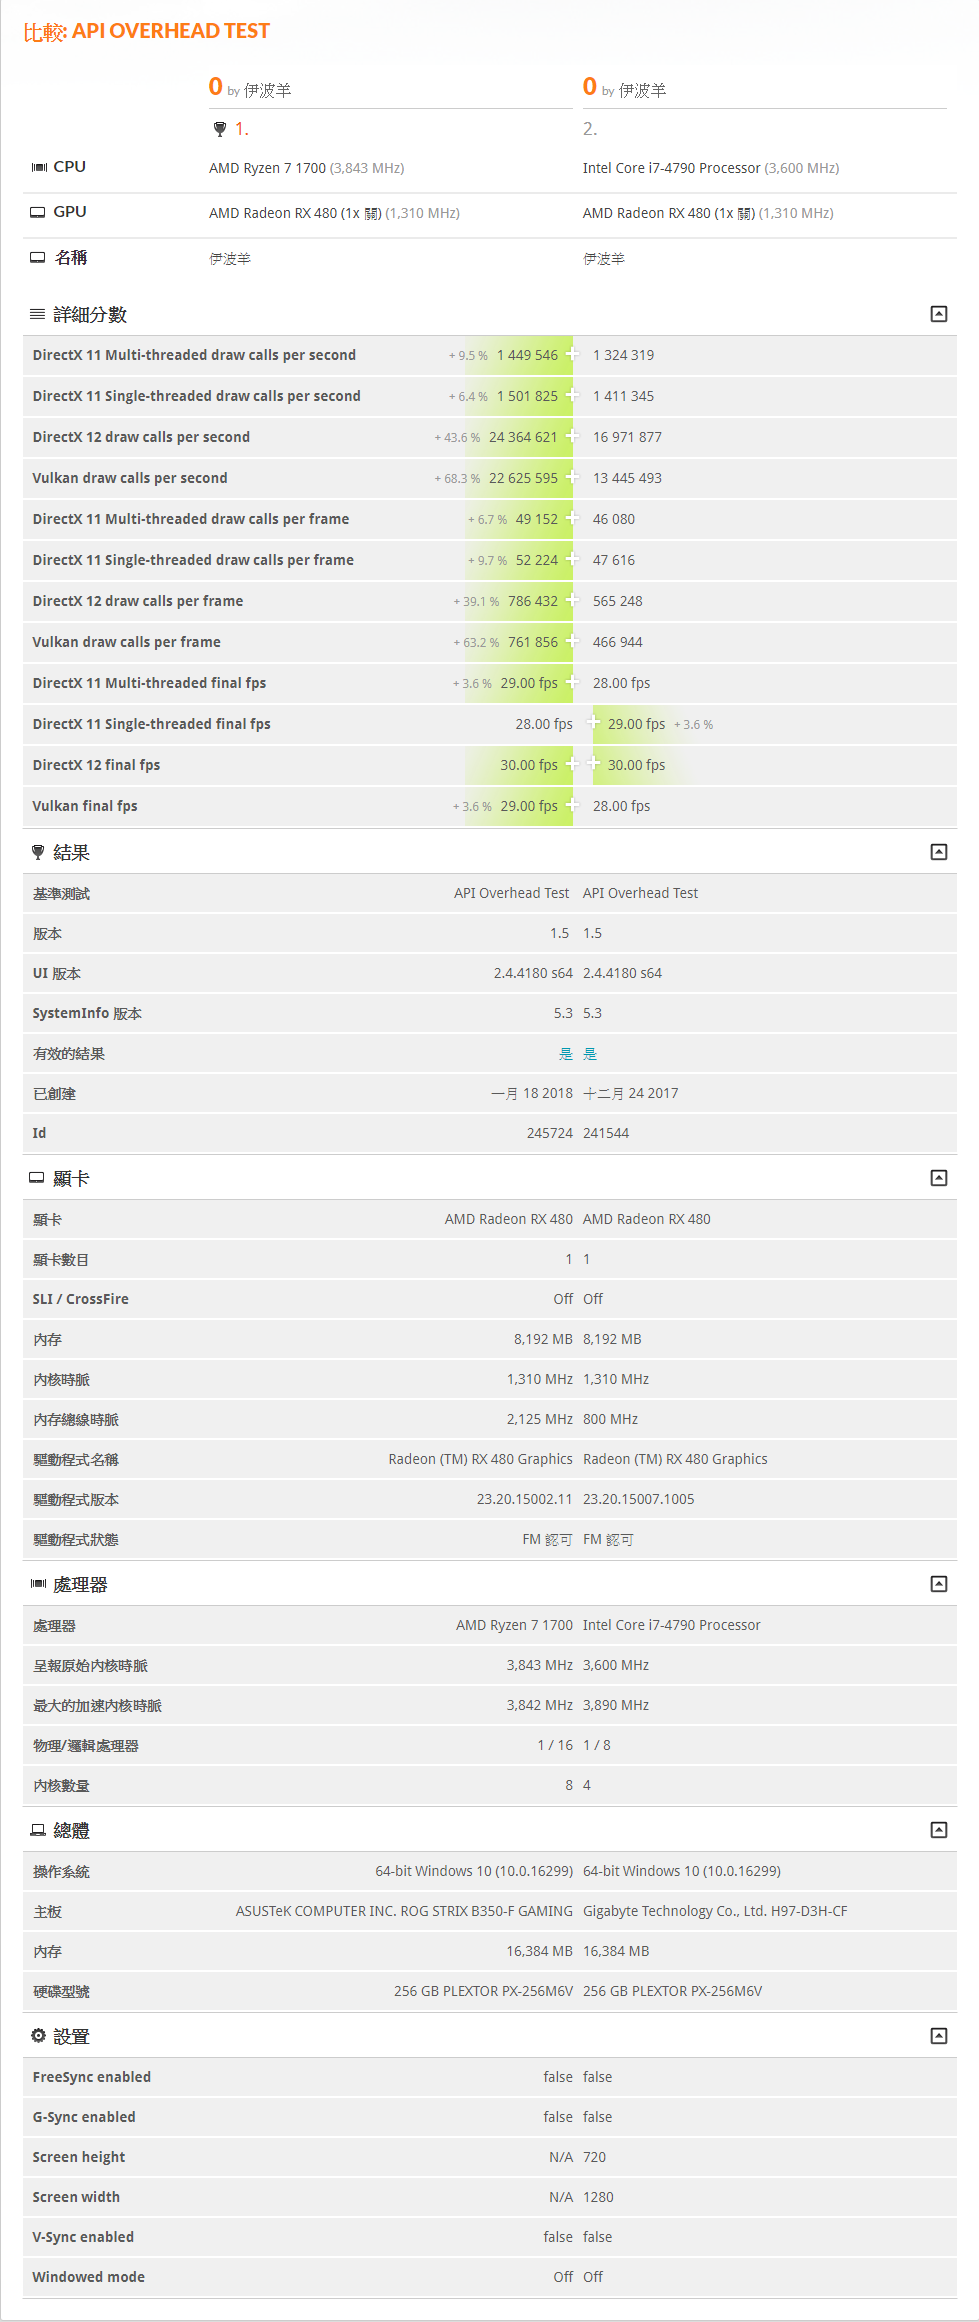 比較: API OVERHEAD TEST
0 by 伊波羊 0 by 伊波羊
1. 2.
CPU AMD Ryzen 7 1700 (3,843 MHz) Intel Core i7-4790 Processor (3,600 MHz)
GPU AMD Radeon RX 480 (1x 關) (1,310 MHz) AMD Radeon RX 480 (1x 關) (1,310 MHz)
名稱 伊波羊 伊波羊
詳細分數
DirectX 11 Multi-threaded draw calls per second + 9.5 % 1 449 546 1 324 319
DirectX 11 Single-threaded draw calls per second + 6.4 % 1 501 825 1 411 345
DirectX 12 draw calls per second + 43.6 % 24 364 621 16 971 877
Vulkan draw calls per second + 68.3 % 22 625 595 13 445 493
DirectX 11 Multi-threaded draw calls per frame + 6.7 % 49 152 46 080
DirectX 11 Single-threaded draw calls per frame + 9.7 % 52 224 47 616
DirectX 12 draw calls per frame + 39.1 % 786 432 565 248
Vulkan draw calls per frame + 63.2 % 761 856 466 944
DirectX 11 Multi-threaded final fps + 3.6 % 29.00 fps 28.00 fps
DirectX 11 Single-threaded final fps 28.00 fps 29.00 fps + 3.6 %
DirectX 12 final fps 30.00 fps 30.00 fps
Vulkan final fps + 3.6 % 29.00 fps 28.00 fps
結果
基準測試 API Overhead Test API Overhead Test
版本 1.5 1.5
UI 版本 2.4.4180 s64 2.4.4180 s64
SystemInfo 版本 5.3 5.3
有效的結果 是 是
已創建 一月 18 2018 十二月 24 2017
Id 245724 241544
顯卡
顯卡 AMD Radeon RX 480 AMD Radeon RX 480
顯卡數目 1 1
SLI / CrossFire Off Off
內存 8,192 MB 8,192 MB
內核時脈 1,310 MHz 1,310 MHz
內存總線時脈 2,125 MHz 800 MHz
驅動程式名稱 Radeon (TM) RX 480 Graphics Radeon (TM) RX 480 Graphics
驅動程式版本 23.20.15002.11 23.20.15007.1005
驅動程式狀態 FM 認可 FM 認可
處理器
處理器 AMD Ryzen 7 1700 Intel Core i7-4790 Processor
呈報原始內核時脈 3,843 MHz 3,600 MHz
最大的加速內核時脈 3,842 MHz 3,890 MHz
物理/邏輯處理器 1 / 16 1 / 8
內核數量 8 4
總體
操作系統 64-bit Windows 10 (10.0.16299) 64-bit Windows 10 (10.0.16299)
主板 ASUSTeK COMPUTER INC. ROG STRIX B350-F GAMING Gigabyte Technology Co., Ltd. H97-D3H-CF
內存 16,384 MB 16,384 MB
硬碟型號 256 GB PLEXTOR PX-256M6V 256 GB PLEXTOR PX-256M6V
設置
FreeSync enabled false false
G-Sync enabled false false
Screen height N/A 720
Screen width N/A 1280
V-Sync enabled false false
Windowed mode Off Off